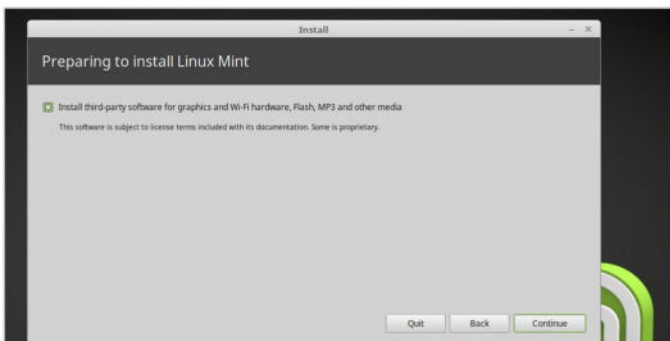 Install
Preparing to install Linux Mint
Install third-party software for graphics and Wi-Fi hardware, Flash, MP3 and other media
This software is subject to license terms included with its documentation. Some is proprietary.
Quit Back Continue